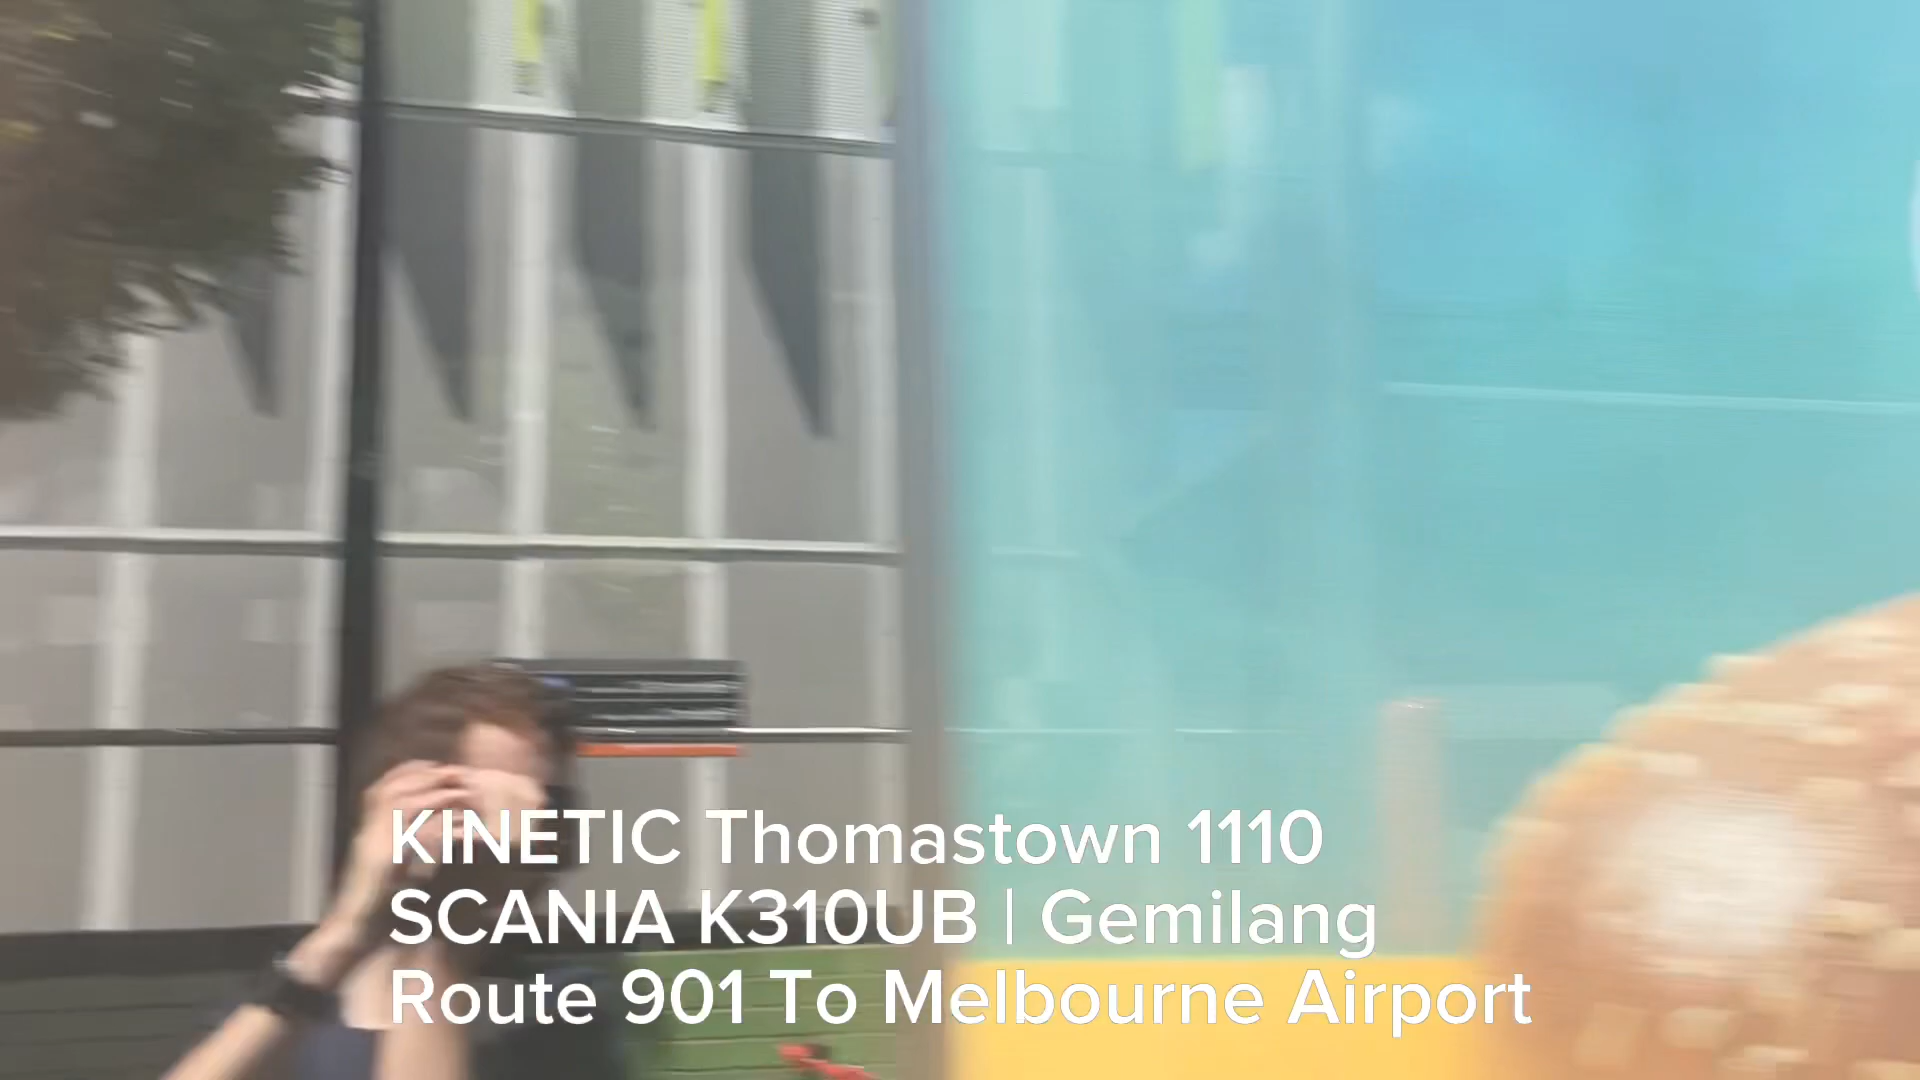 KINETIC Thomastown 1110
SCANIA K310UB | Gemilang
Route 901 To Melbourne Airport